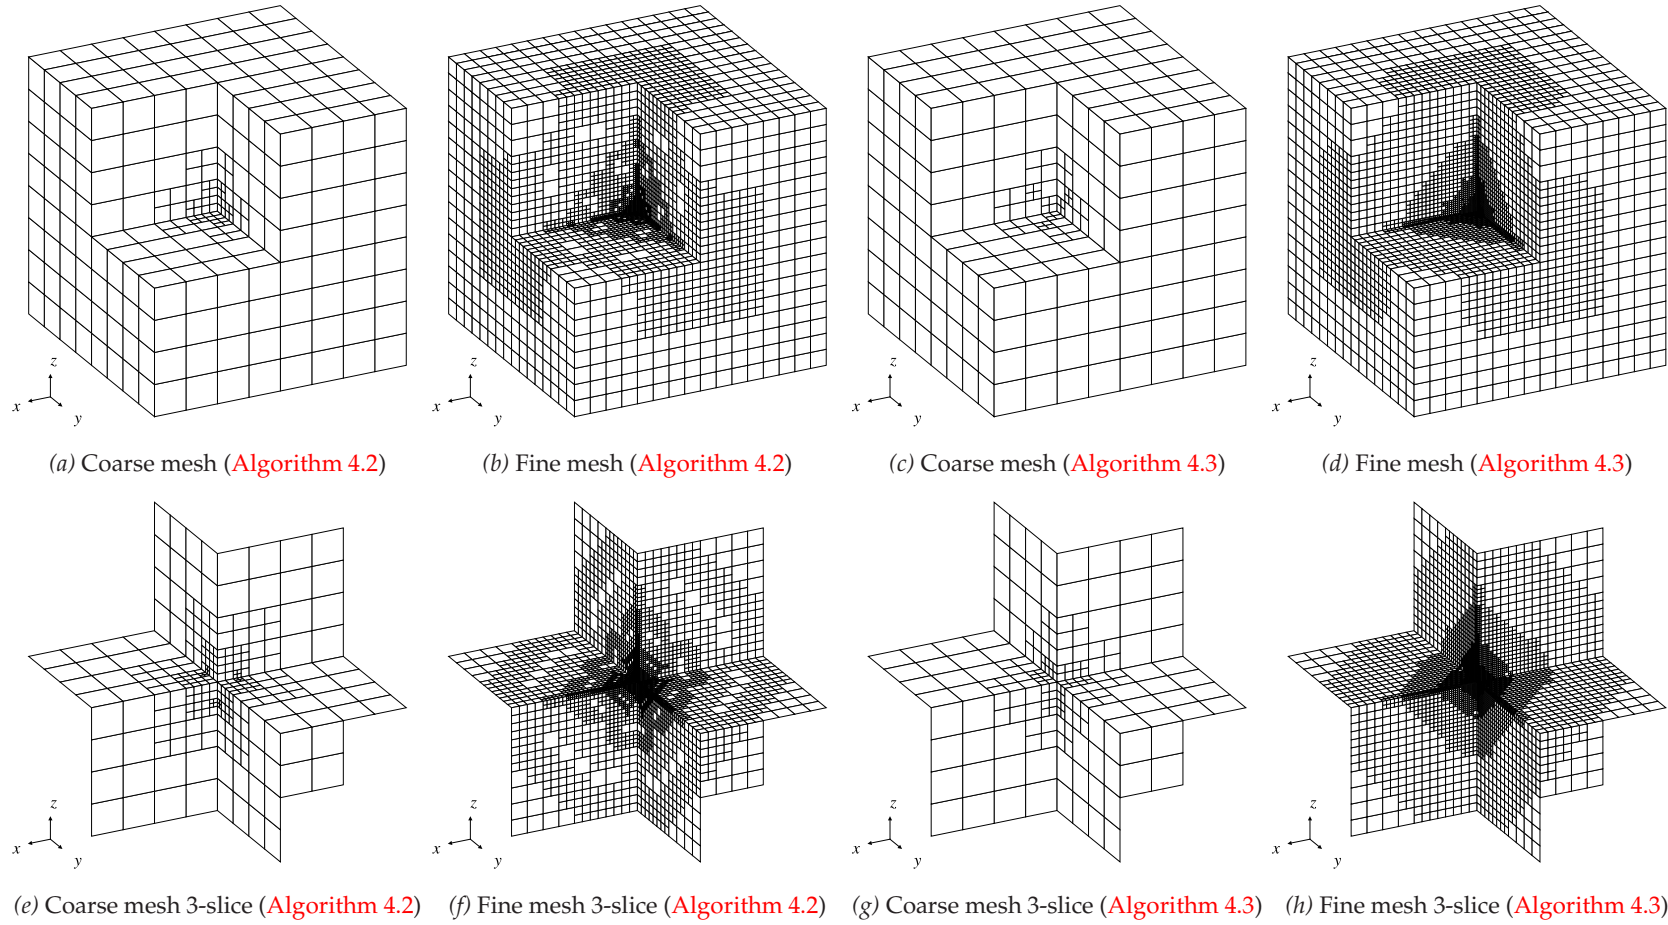 z z z z
x y x y x y x y
(a) Coarse mesh (Algorithm 4.2) (b) Fine mesh (Algorithm 4.2) (c) Coarse mesh (Algorithm 4.3) (d) Fine mesh (Algorithm 4.3)
z z z z
x y x y x y x y
(e) Coarse mesh 3-slice (Algorithm 4.2) (f) Fine mesh 3-slice (Algorithm 4.2) (g) Coarse mesh 3-slice (Algorithm 4.3) (h) Fine mesh 3-slice (Algorithm 4.3)